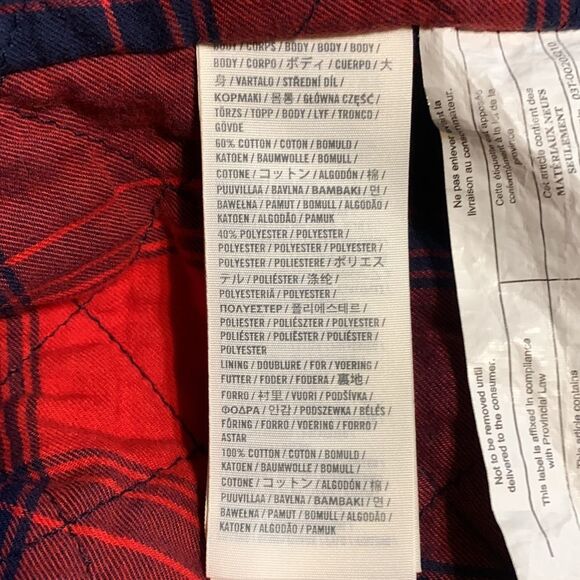 BODY / CORPS / BODY / BODY / BODY /
BODY / CORPO / ボディ / CUERPO / 大
身 / VARTALO / STŘEDNÍ DÍL /
ΚΟΡΜΑΚΙ / 몸통 / GŁÓWNA CZĘŚĆ /
TÖRZS / TOPP / BODY / LYF / TRONCO /
GÖVDE
60% COTTON / COTON / BOMULD /
KATOEN / BAUMWOLLE / BOMULL /
COTONE / コットン / ALGODÓN / 棉 /
PUUVILLAA / BAVLNA / ΒΑΜΒΑΚΙ / 면 /
BAWEŁNA / PAMUT / BOMULL / ALGODÃO /
KATOEN / ALGODÃO / PAMUK
40% POLYESTER / POLYESTER /
POLYESTER / POLYESTER / POLYESTER /
POLYESTER / POLIESTERE / ポリエス
テル / POLIÉSTER / 涤纶 /
POLYESTERIÄ / POLYESTER /
ΠΟΛΥΕΣΤΕΡ / 폴리에스테르 /
POLIESTER / POLIÉSZTER / POLYESTER /
POLIÉSTER / POLIËSTER / POLIÉSTER /
POLYESTER
LINING / DOUBLURE / FOR / VOERING /
FUTTER / FODER / FODERA / 裏地 /
FORRO / 衬里 / VUORI / PODŠÍVKA /
ΦΟΔΡΑ / 안감 / PODSZEWKA / BÉLÉS /
FÔRING / FORRO / VOERING / FORRO /
ASTAR
100% COTTON / COTON / BOMULD /
KATOEN / BAUMWOLLE / BOMULL /
COTONE / コットン / ALGODÓN / 棉 /
PUUVILLAA / BAVLNA / ΒΑΜΒΑΚΙ / 면 /
BAWEŁNA / PAMUT / BOMULL / ALGODÃO /
KATOEN / ALGODÃO / PAMUK
Ne pas enlever avant la
livraison au consommateur.
Cette étiquette est apposée
conformément à la loi de la
province
Cet article contient des
MATÉRIAUX NEUFS
SEULEMENT
Not to be removed until
delivered to the consumer.
This label is affixed in compliance
with Provincial Law
This article contains